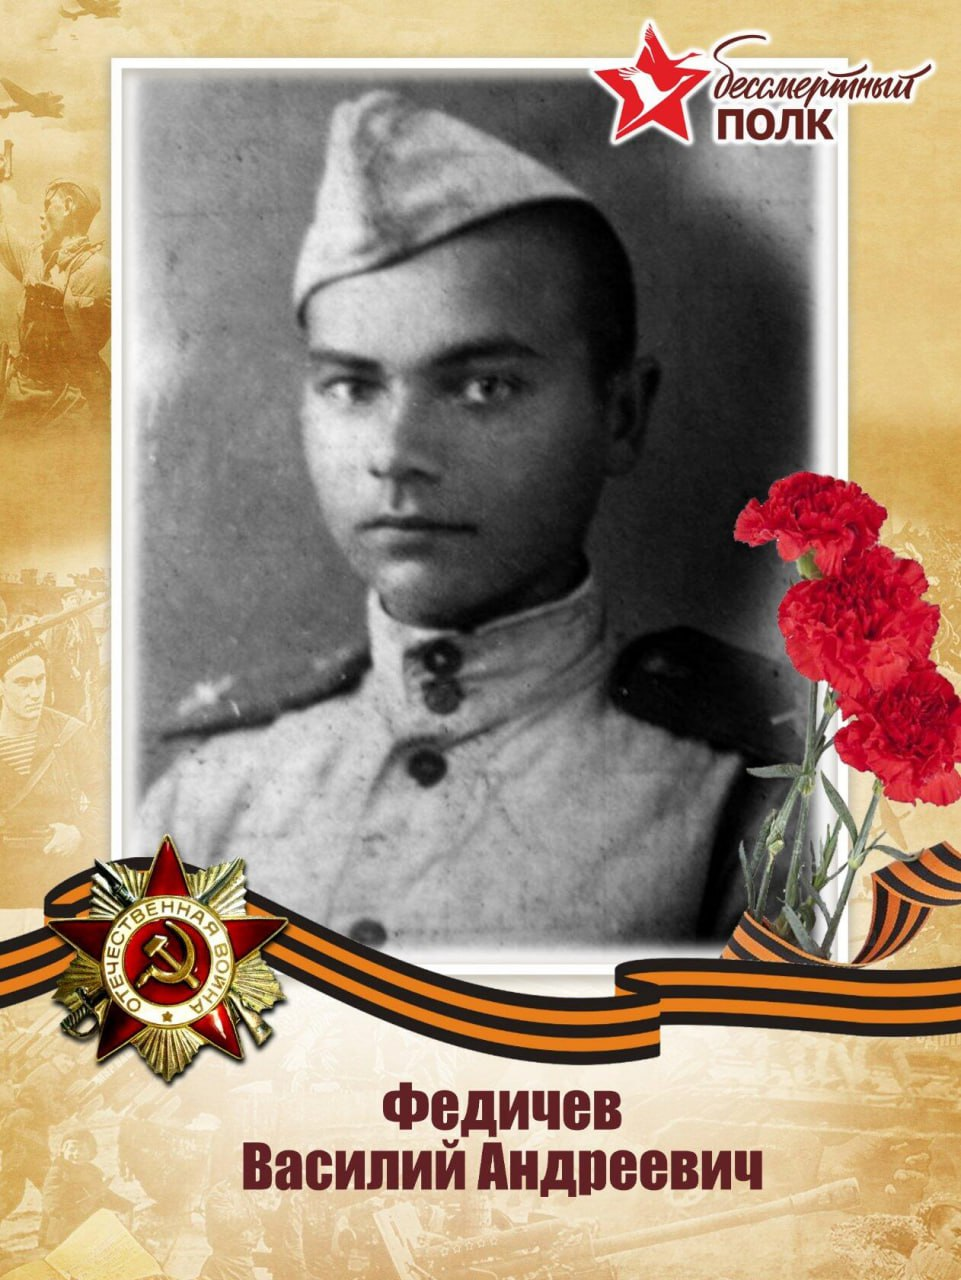 бессмертный
ПОЛК
ОТЕЧЕСТВЕННАЯ ВОЙНА
Федичев
Василий Андреевич